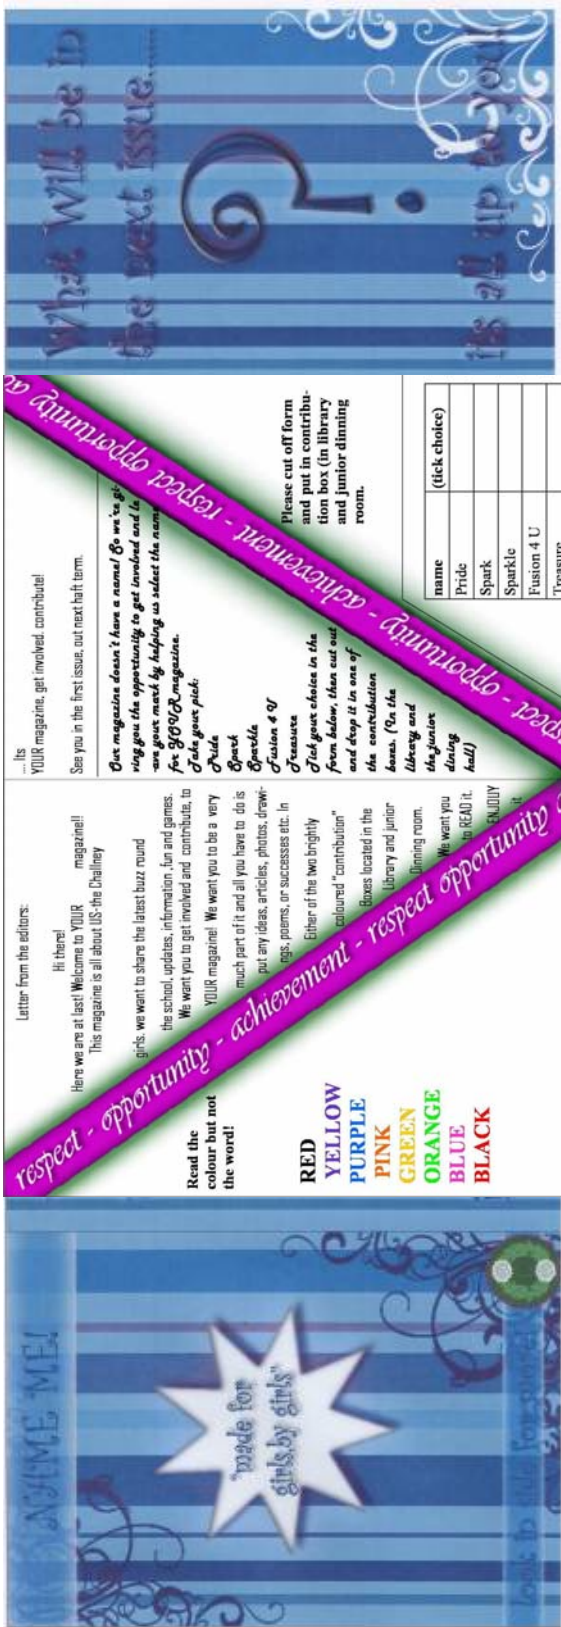 What will be in
the next issue.....
?
its all up to you!
Letter from the editors:
Hi there!
Here we are at last! Welcome to YOUR magazine!!
This magazine is all about US-the Challney
girls. we want to share the latest buzz round
the school, updates, information ,fun and games.
We want you to get involved and contribute, to
YOUR magazine! We want you to be a very
much part of it and all you have to do is
put any ideas, articles, photos, drawi-
ngs, poems, or successes etc. In
Either of the two brightly
coloured "contribution"
Boxes located in the
Library and junior
Dinning room.
We want you
to READ it.
ENJOUY
it
.... Its
YOUR magazine, get involved. contribute!
See you in the first issue, out next haft term.
Our magazine doesn't have a name! So we're gi-
ving you the opportunity to get involved and le
ave your mark by helping us select the name
for YOUR magazine.
Take your pick:
Pride
Spark
Sparkle
Fusion 4 U
Treasure
Tick your choice in the
form below, then cut out
and drop it in one of
the contribution
boxes. (In the
library and
the junior
dining
hall)
respect - opportunity - achievement - respect opportunity
opportunity - respect - achievement - opportunity - respect
Read the
colour but not
the word!
RED
YELLOW
PURPLE
PINK
GREEN
ORANGE
BLUE
BLACK
Please cut off form
and put in contribu-
tion box (in library
and junior dinning
room.
name (tick choice)
Pride
Spark
Sparkle
Fusion 4 U
Treasure
NAME ME!
"made for
girls,by girls"
Look in side for more!